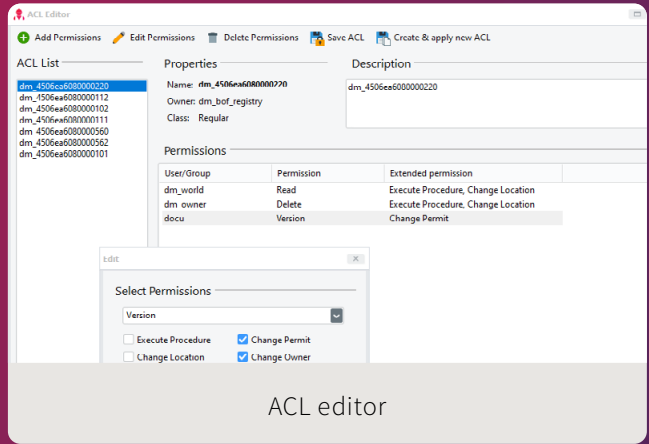 ACL Editor
Add Permissions Edit Permissions Delete Permissions Save ACL Create & apply new ACL
ACL List Properties Description
dm_4506ea6080000220
dm_4506ea6080000112
dm_4506ea6080000102
dm_4506ea6080000111
dm_4506ea6080000560
dm_4506ea6080000562
dm_4506ea6080000101
Name: dm_4506ea6080000220
Owner: dm_bof_registry
Class: Regular
dm_4506ea6080000220
Permissions
User/Group Permission Extended permission
dm_world Read Execute Procedure, Change Location
dm_owner Delete Execute Procedure, Change Location
docu Version Change Permit
Edit
Select Permissions
Version
Execute Procedure Change Permit
Change Location Change Owner
ACL editor